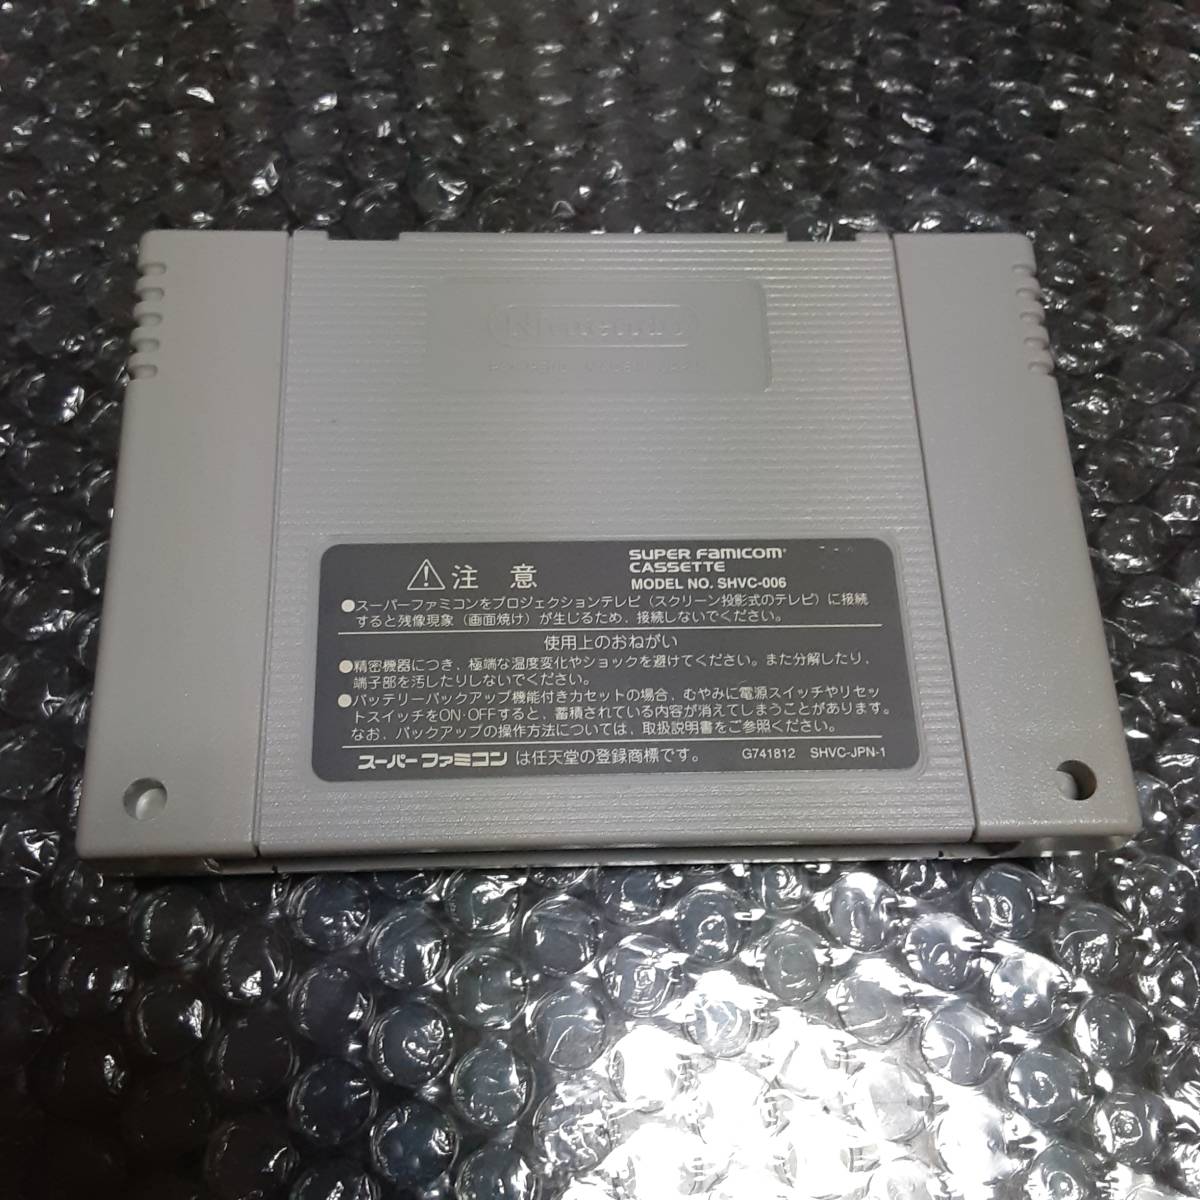 Nintendo
注意
SUPER FAMICOM
CASSETTE
MODEL NO. SHVC-006
●スーパーファミコンをプロジェクションテレビ（スクリーン投影式のテレビ）に接続
すると残像現象（画面焼け）が生じるため、接続しないでください。
使用上のおねがい
●精密機器につき、極端な温度変化やショックを避けてください。また分解したり、
端子部を汚したりしないでください。
●バッテリーバックアップ機能付きカセットの場合、むやみに電源スイッチやリセッ
トスイッチをON・OFFすると、蓄積されている内容が消えてしまうことがあります。
なお、バックアップの操作方法については、取扱説明書をご参照ください。
スーパーファミコン は任天堂の登録商標です。 G741812 SHVC-JPN-1